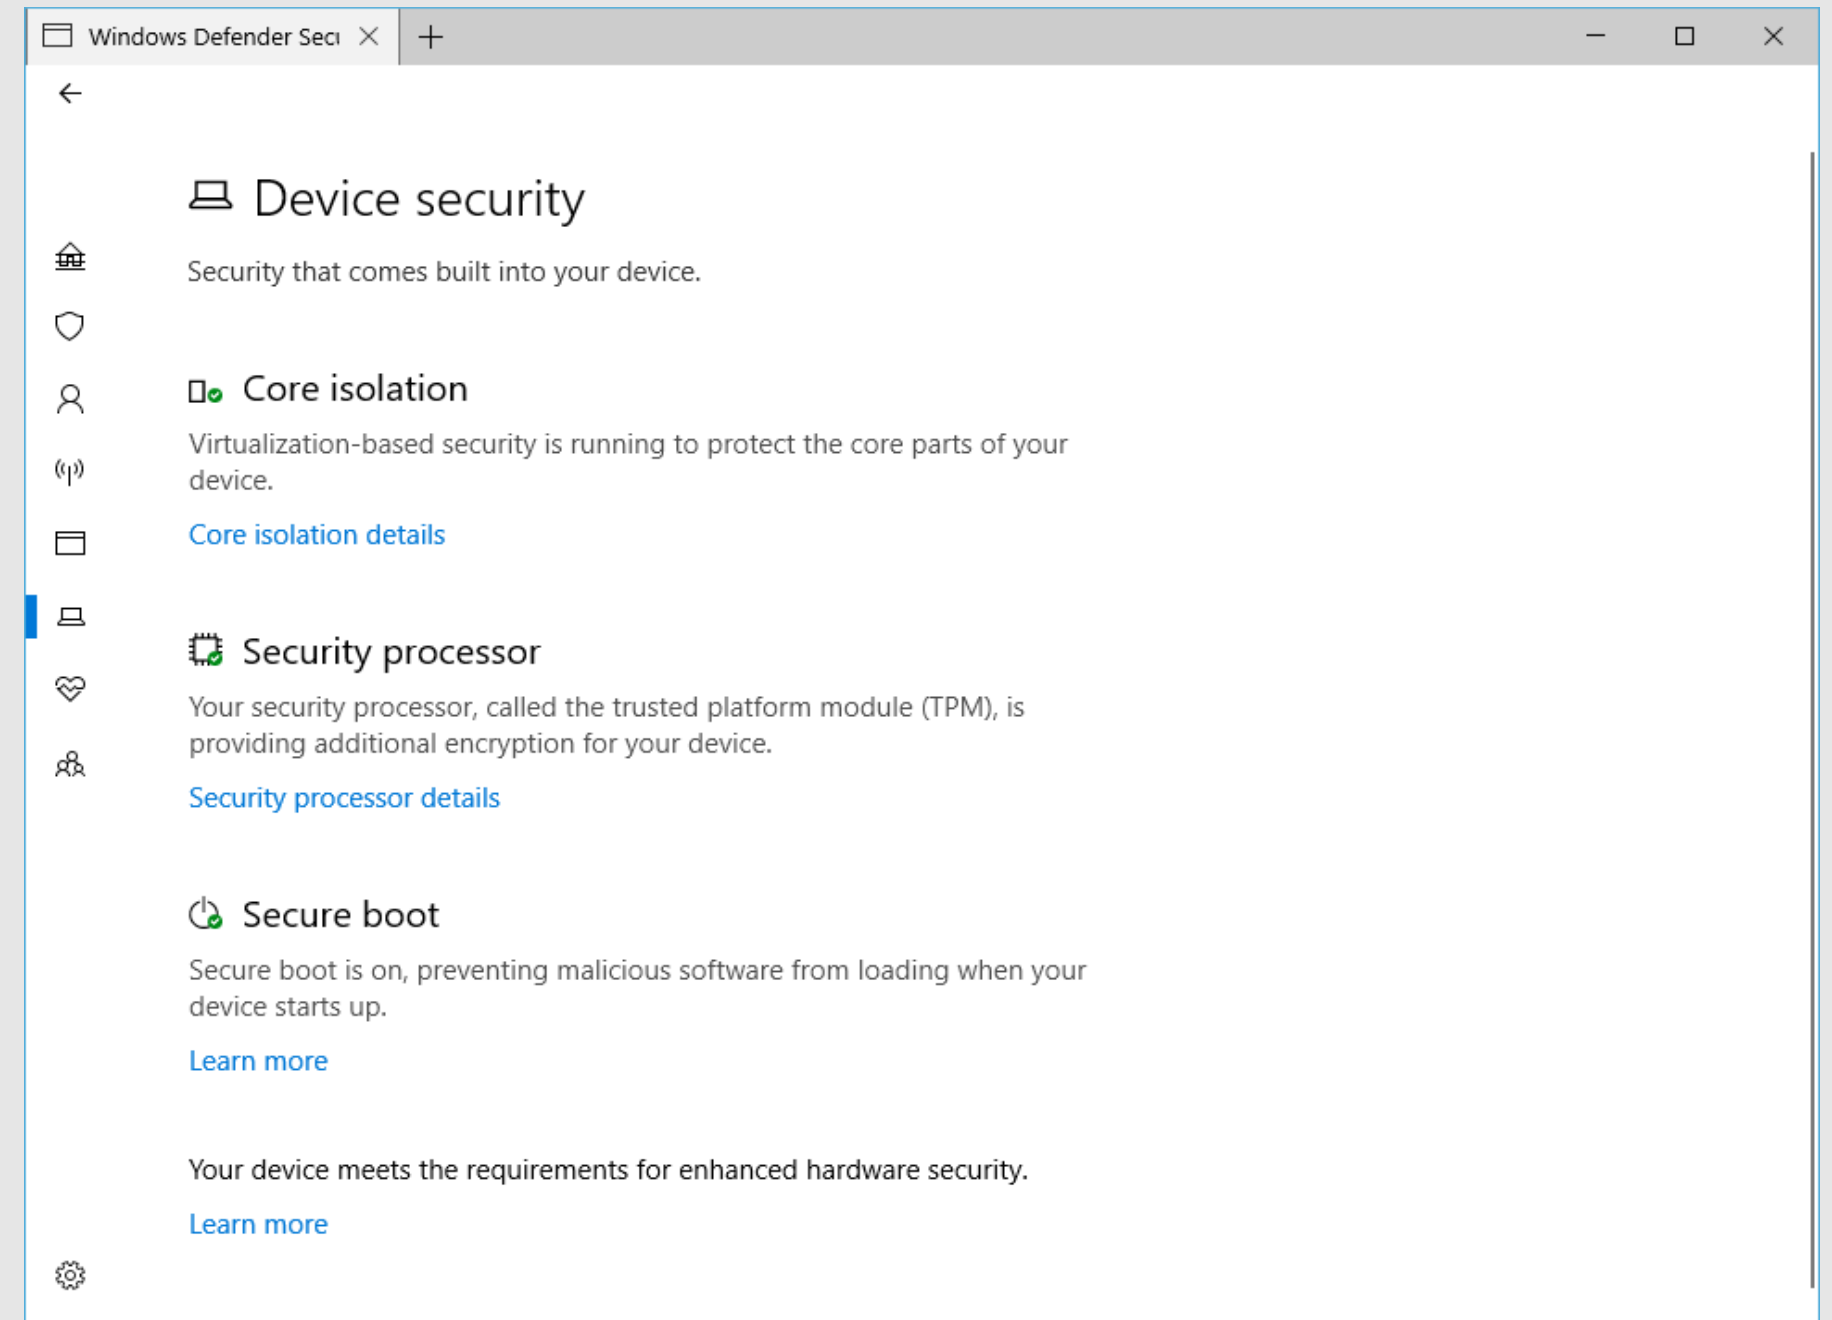 Windows Defender Secu
Device security
Security that comes built into your device.
Core isolation
Virtualization-based security is running to protect the core parts of your
device.
Core isolation details
Security processor
Your security processor, called the trusted platform module (TPM), is
providing additional encryption for your device.
Security processor details
Secure boot
Secure boot is on, preventing malicious software from loading when your
device starts up.
Learn more
Your device meets the requirements for enhanced hardware security.
Learn more